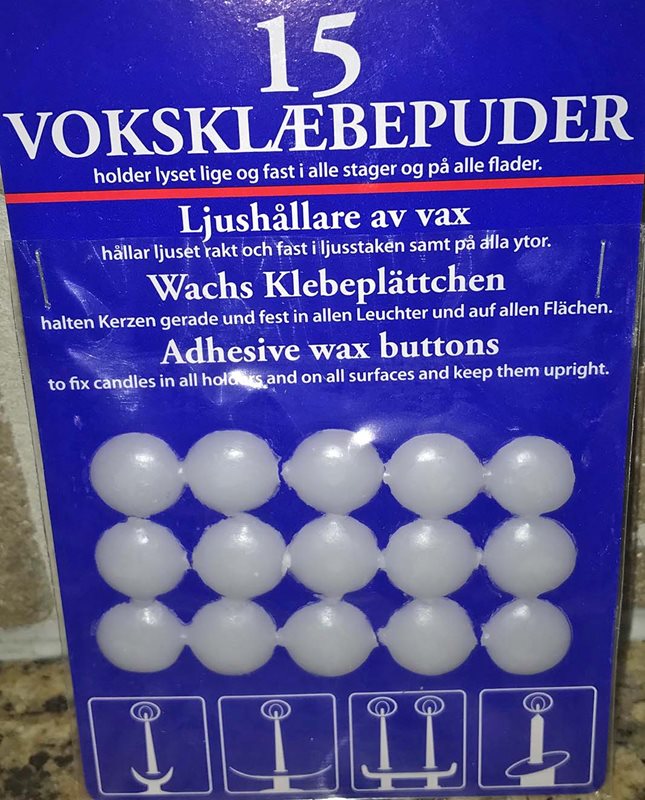 15
VOKSKLÆBEPUDER
holder lyset lige og fast i alle stager og på alle flader.
Ljushållare av vax
hållar ljuset rakt och fast i ljusstaken samt på alla ytor.
Wachs Klebeplättchen
halten Kerzen gerade und fest in allen Leuchter und auf allen Flächen.
Adhesive wax buttons
to fix candles in all holders and on all surfaces and keep them upright.